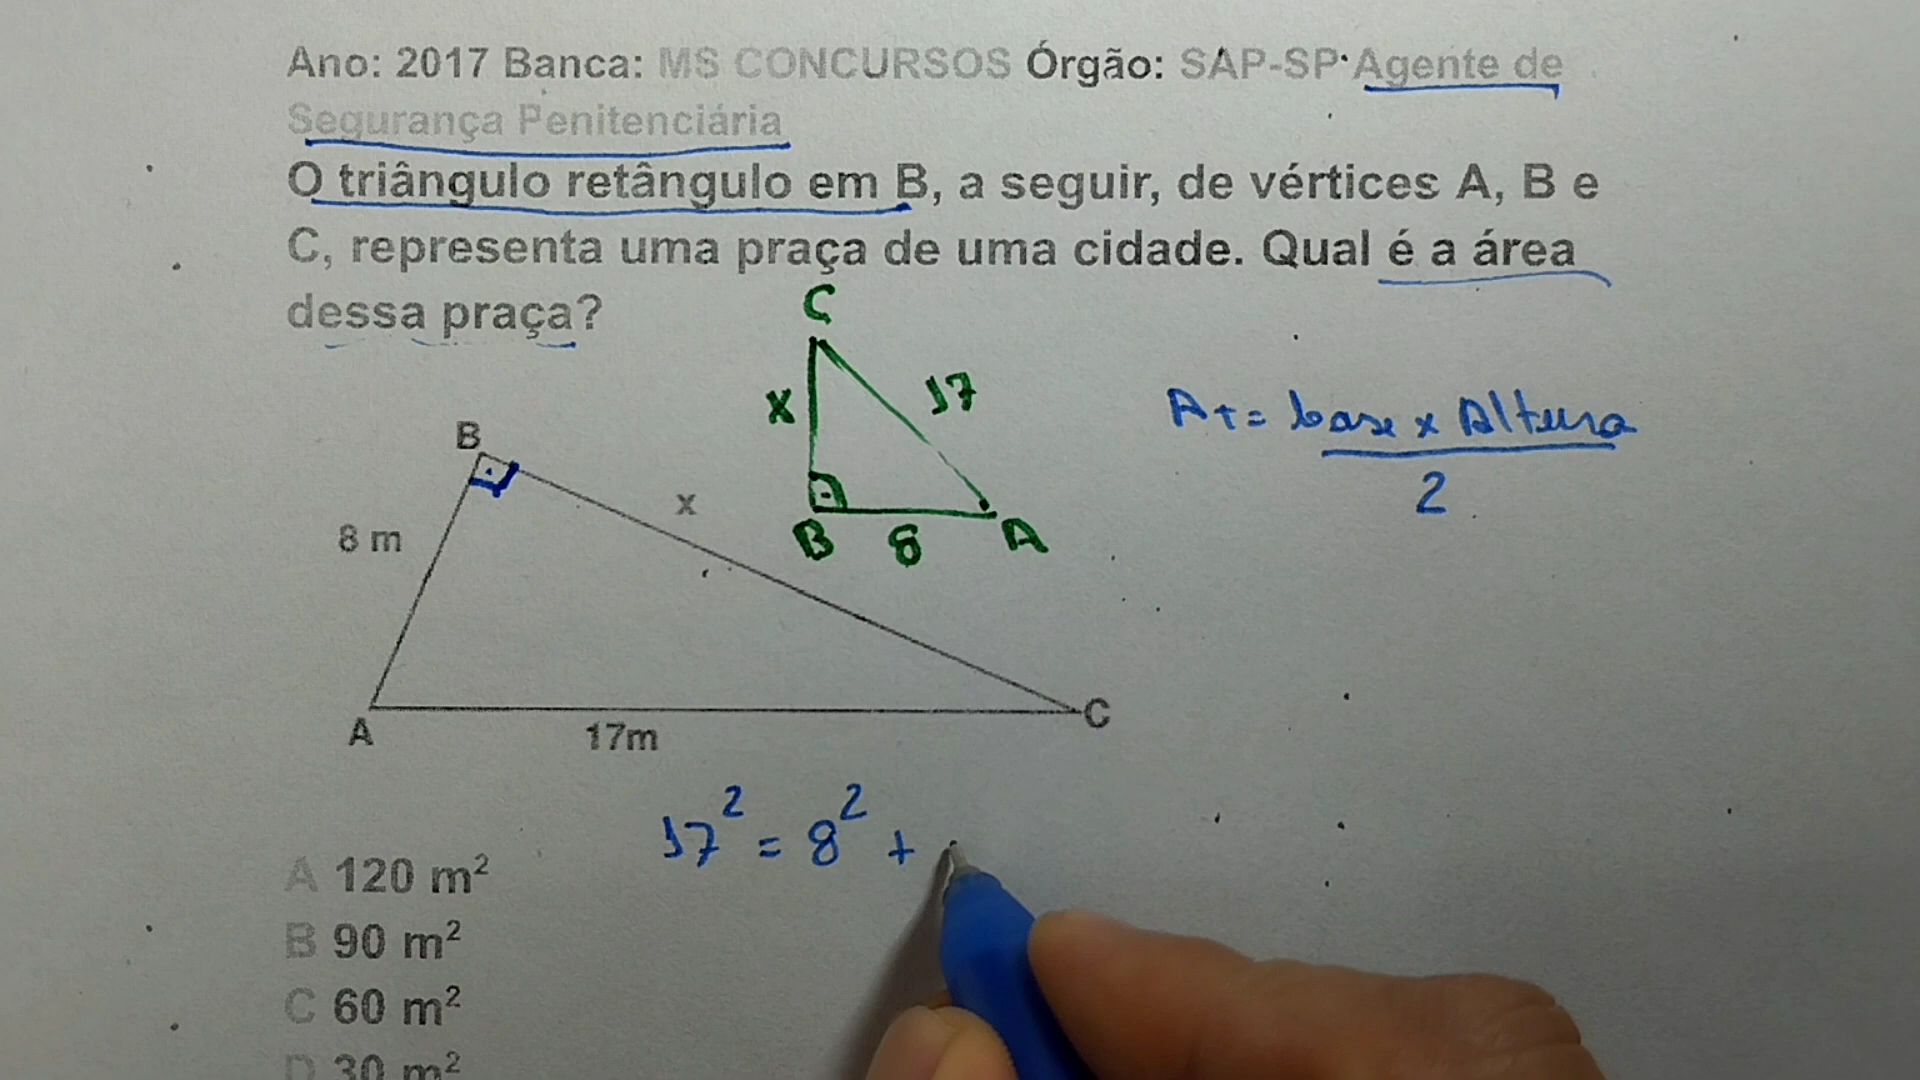 Ano: 2017 Banca: MS CONCURSOS Órgão: SAP-SP Agente de
Segurança Penitenciária
O triângulo retângulo em B, a seguir, de vértices A, B e
C, representa uma praça de uma cidade. Qual é a área
dessa praça?
C
x
17
B
8
A
AT = base x Altura
2
B
8 m
x
A
17m
C
17² = 8² +
A 120 m²
B 90 m²
C 60 m²
D 30 m²